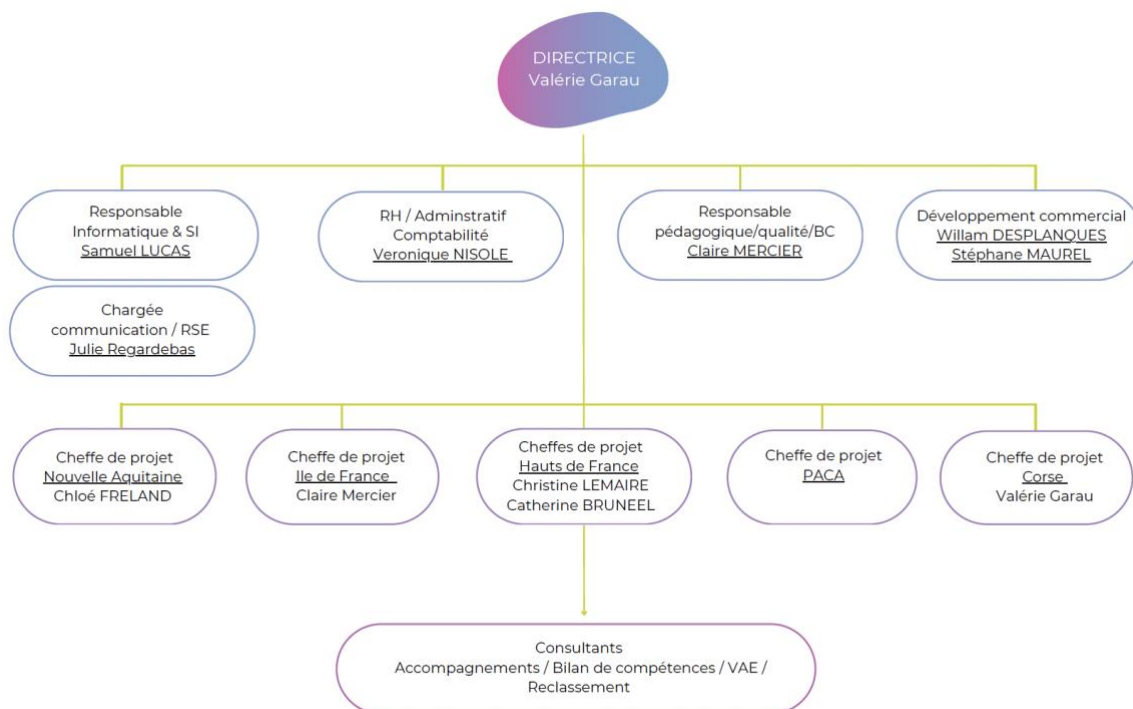 DIRECTRICE
Valérie Garau
Responsable
Informatique & SI
Samuel LUCAS
RH / Adminstratif
Comptabilité
Veronique NISOLE
Responsable
pédagogique/qualité/BC
Claire MERCIER
Développement commercial
Willam DESPLANQUES
Stéphane MAUREL
Chargée
communication / RSE
Julie Regardebas
Cheffe de projet
Nouvelle Aquitaine
Chloé FRELAND
Cheffe de projet
Ile de France
Claire Mercier
Cheffes de projet
Hauts de France
Christine LEMAIRE
Catherine BRUNEEL
Cheffe de projet
PACA
Cheffe de projet
Corse
Valérie Garau
Consultants
Accompagnements / Bilan de compétences / VAE /
Reclassement